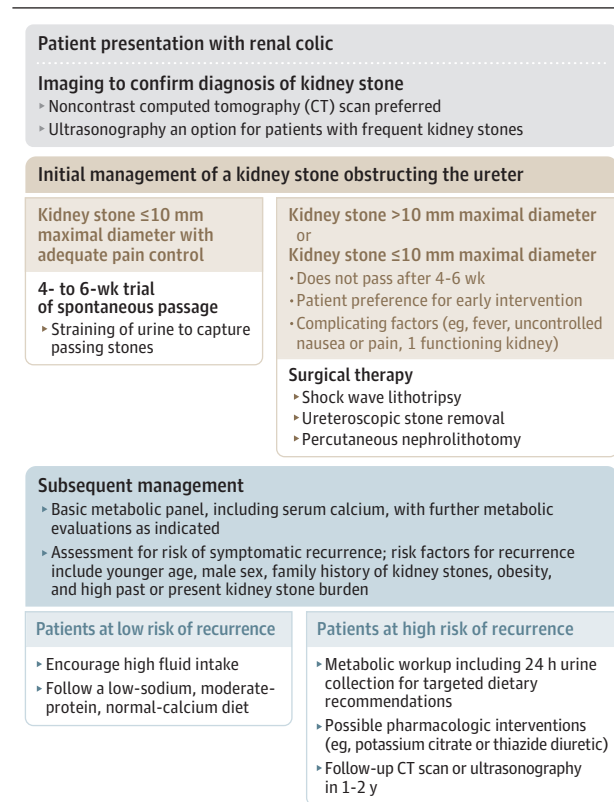 Patient presentation with renal colic
Imaging to confirm diagnosis of kidney stone
▸ Noncontrast computed tomography (CT) scan preferred
▸ Ultrasonography an option for patients with frequent kidney stones
Initial management of a kidney stone obstructing the ureter
Kidney stone ≤10 mm
maximal diameter with
adequate pain control
4- to 6-wk trial
of spontaneous passage
▸ Straining of urine to capture
passing stones
Kidney stone >10 mm maximal diameter
or
Kidney stone ≤10 mm maximal diameter
· Does not pass after 4-6 wk
· Patient preference for early intervention
· Complicating factors (eg, fever, uncontrolled
nausea or pain, 1 functioning kidney)
Surgical therapy
▸ Shock wave lithotripsy
▸ Ureteroscopic stone removal
▸ Percutaneous nephrolithotomy
Subsequent management
▸ Basic metabolic panel, including serum calcium, with further metabolic
evaluations as indicated
▸ Assessment for risk of symptomatic recurrence; risk factors for recurrence
include younger age, male sex, family history of kidney stones, obesity,
and high past or present kidney stone burden
Patients at low risk of recurrence
▸ Encourage high fluid intake
▸ Follow a low-sodium, moderate-
protein, normal-calcium diet
Patients at high risk of recurrence
▸ Metabolic workup including 24 h urine
collection for targeted dietary
recommendations
▸ Possible pharmacologic interventions
(eg, potassium citrate or thiazide diuretic)
▸ Follow-up CT scan or ultrasonography
in 1-2 y